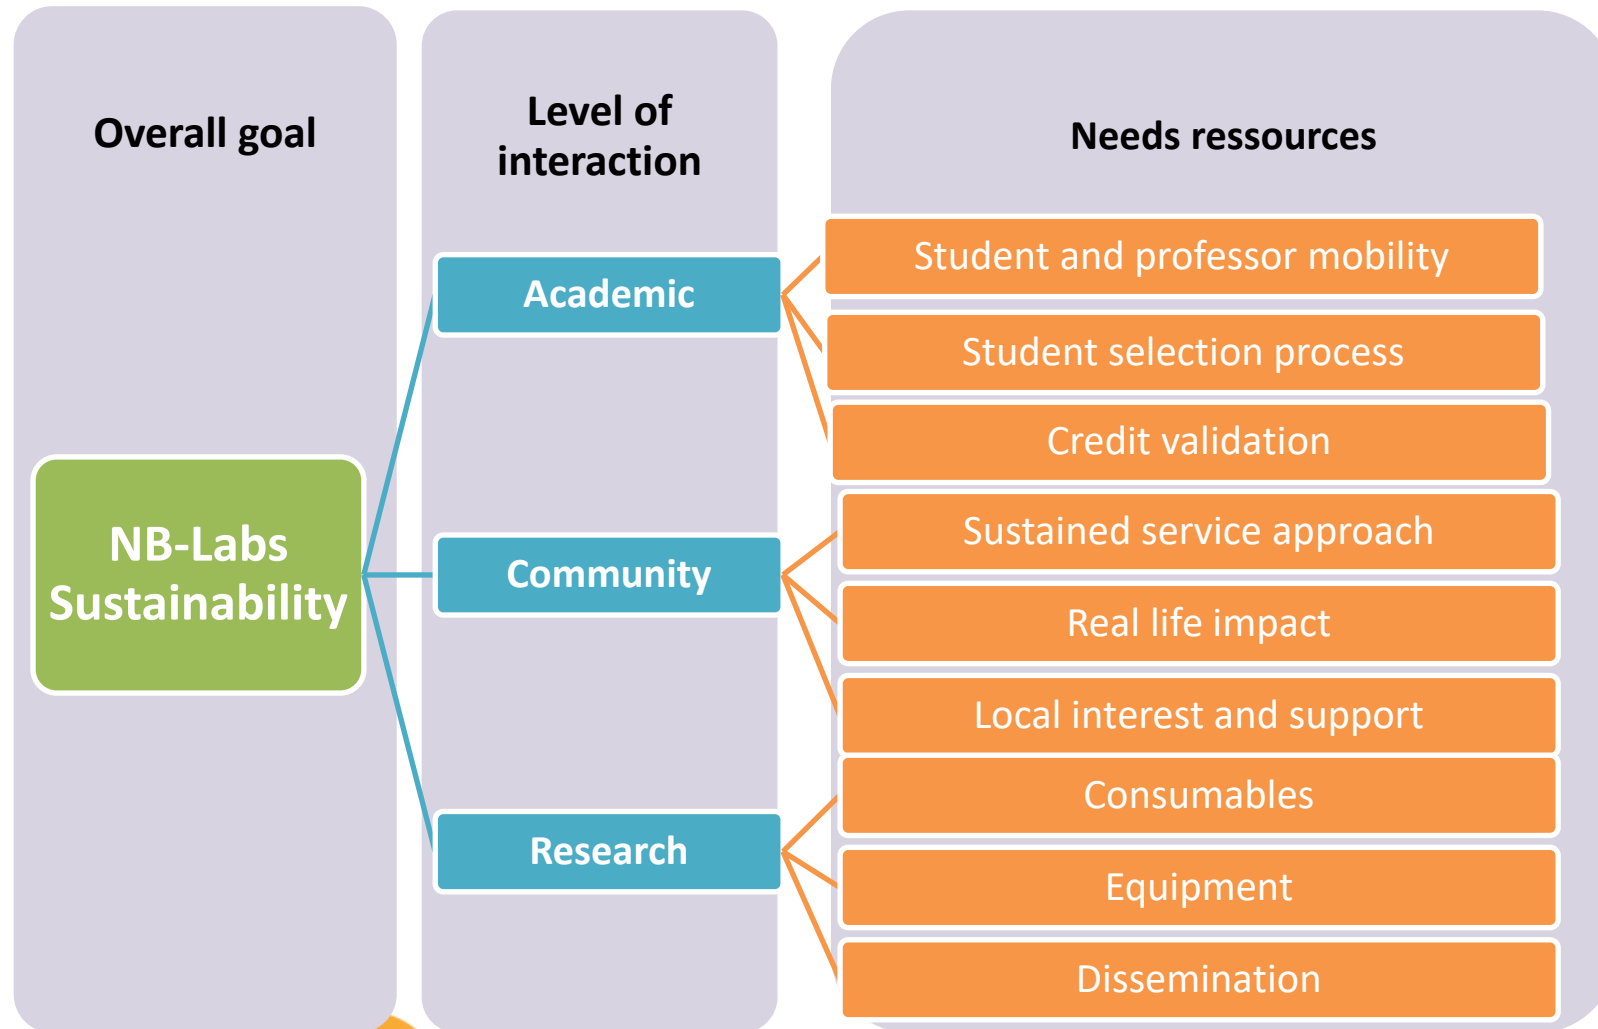 Overall goal
Level of
interaction
Needs ressources
NB-Labs
Sustainability
Academic
Student and professor mobility
Student selection process
Credit validation
Community
Sustained service approach
Real life impact
Local interest and support
Research
Consumables
Equipment
Dissemination